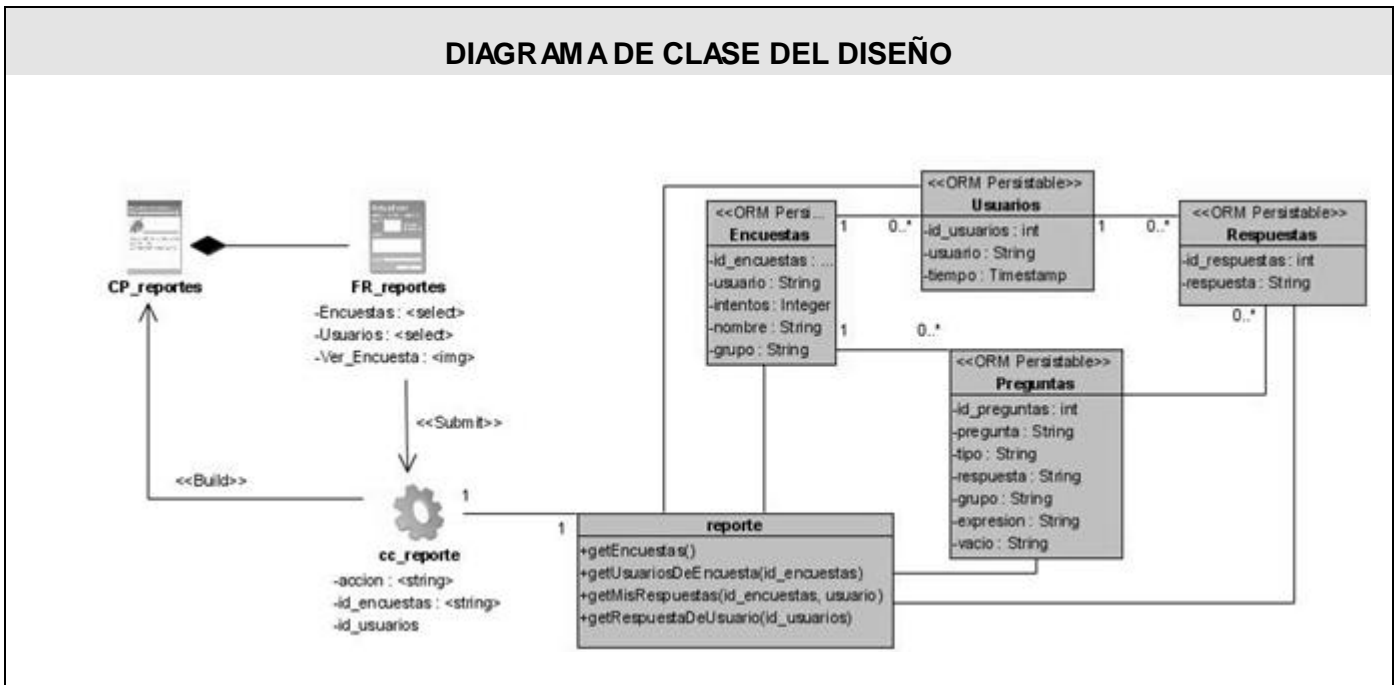 DIAGRAMA DE CLASE DEL DISEÑO
CP_reportes
FR_reportes
-Encuestas : <select>
-Usuarios : <select>
-Ver_Encuesta : <img>
<<Submit>>
<<Build>>
cc_reporte
-accion : <string>
-id_encuestas : <string>
-id_usuarios
1
1
reporte
+getEncuestas()
+getUsuariosDeEncuesta(id_encuestas)
+getMisRespuestas(id_encuestas, usuario)
+getRespuestaDeUsuario(id_usuarios)
<<ORM Persi...
Encuestas
-id_encuestas : ...
-usuario : String
-intentos : Integer
-nombre : String
-grupo : String
1
0..*
1
0..*
<<ORM Persistable>>
Usuarios
-id_usuarios : int
-usuario : String
-tiempo : Timestamp
1
0..*
<<ORM Persistable>>
Respuestas
-id_respuestas : int
-respuesta : String
0..*
<<ORM Persistable>>
Preguntas
-id_preguntas : int
-pregunta : String
-tipo : String
-respuesta : String
-grupo : String
-expresion : String
-vacio : String